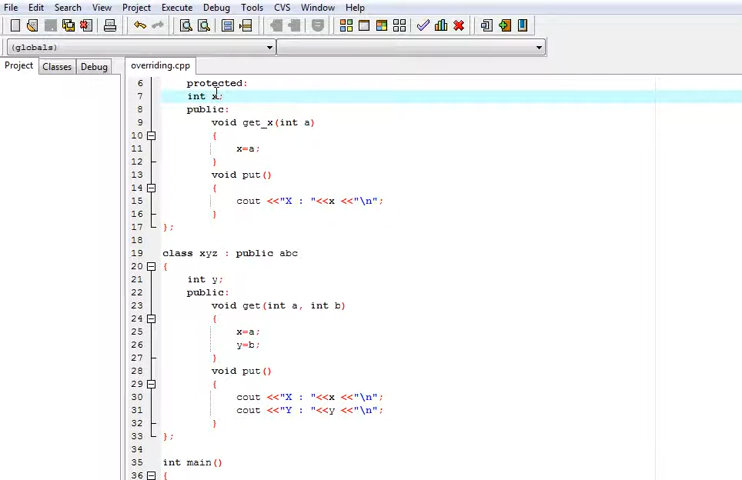 File Edit Search View Project Execute Debug Tools CVS Window Help
(globals)
Project Classes Debug
overriding.cpp
6 protected:
7 int x;
8 public:
9 void get_x(int a)
10 {
11 x=a;
12 }
13 void put()
14 {
15 cout <<"X : "<<x <<"\n";
16 }
17 };
18
19 class xyz : public abc
20 {
21 int y;
22 public:
23 void get(int a, int b)
24 {
25 x=a;
26 y=b;
27 }
28 void put()
29 {
30 cout <<"X : "<<x <<"\n";
31 cout <<"Y : "<<y <<"\n";
32 }
33 };
34
35 int main()
36 {